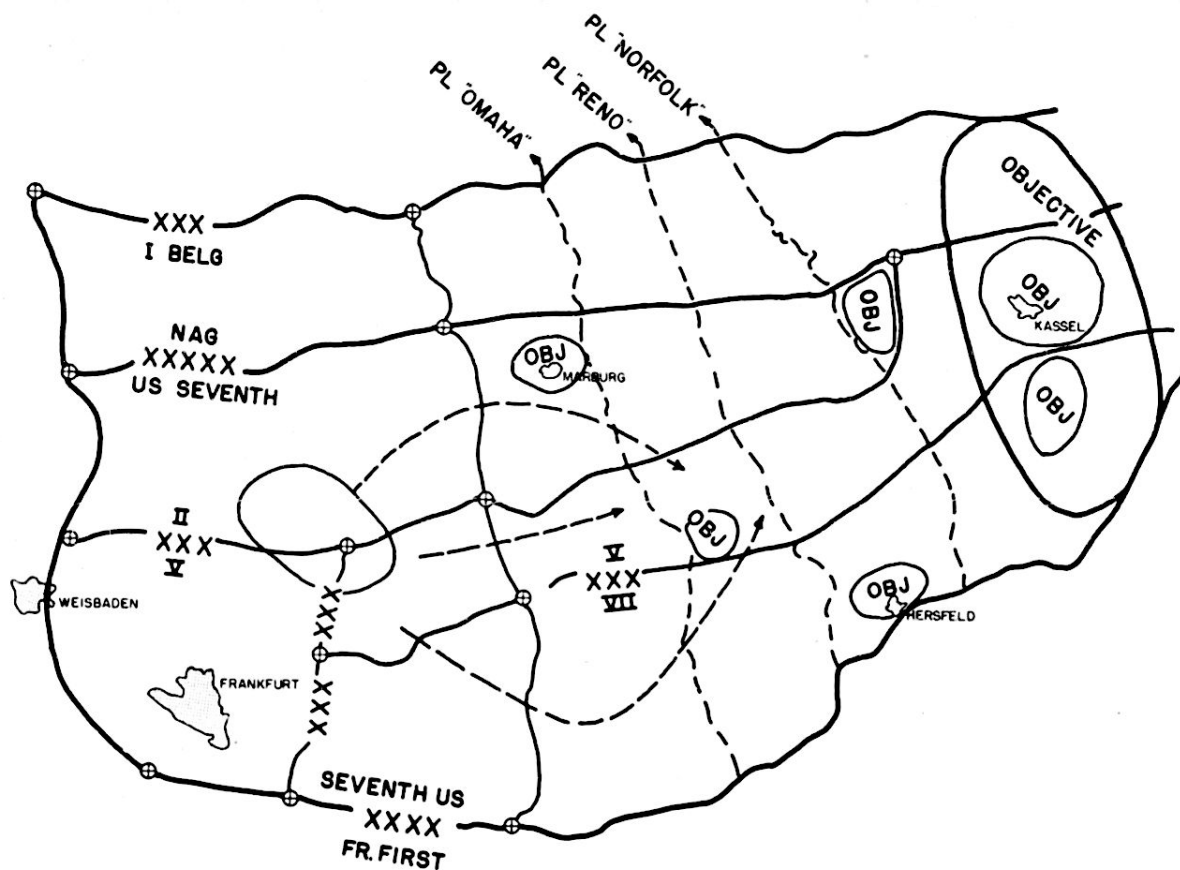 PL "OMAHA"
PL "RENO"
PL "NORFOLK"
OBJECTIVE
XXX
I BELG
NAG
XXXXX
US SEVENTH
OBJ
MARBURG
OBJ
OBJ
KASSEL
OBJ
II
XXX
V
WEISBADEN
OBJ
V
XXX
VII
OBJ
HERSFELD
XXX
FRANKFURT
XXX
SEVENTH US
XXXX
FR. FIRST